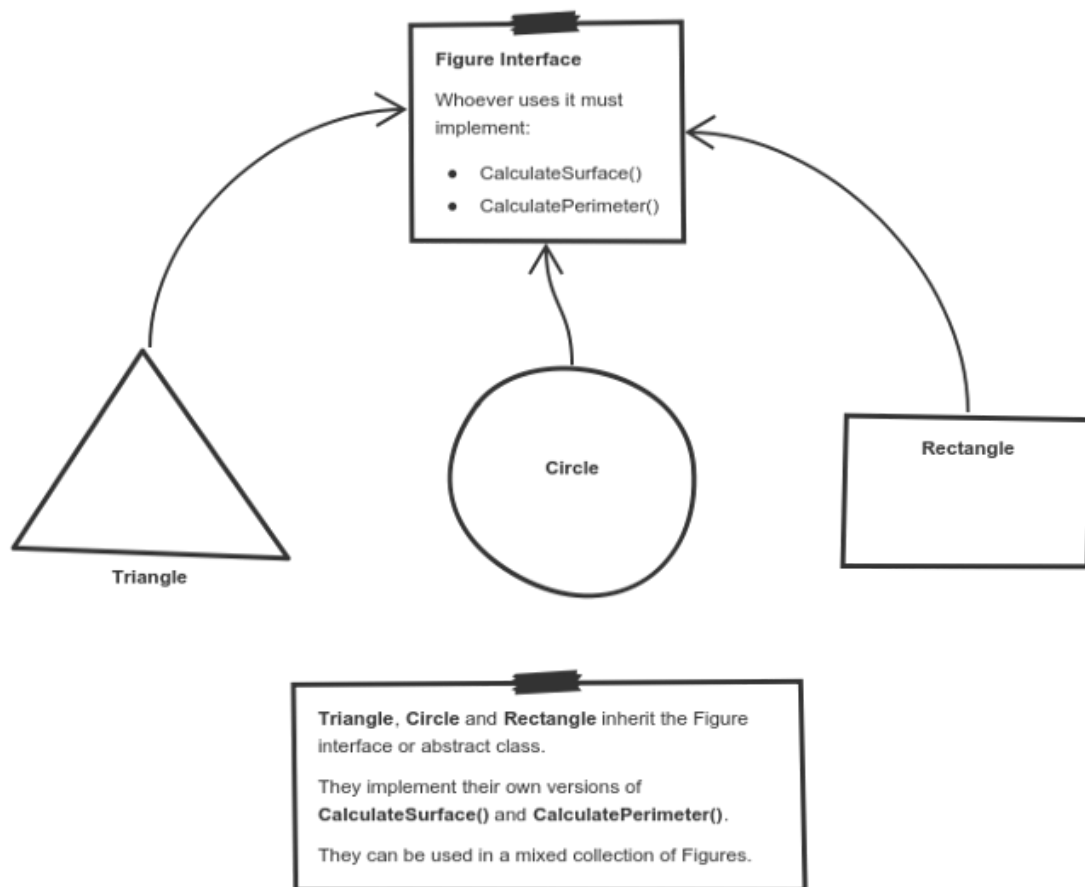 Figure Interface
Whoever uses it must
implement:
● CalculateSurface()
● CalculatePerimeter()
Triangle
Circle
Rectangle
Triangle, Circle and Rectangle inherit the Figure
interface or abstract class.
They implement their own versions of
CalculateSurface() and CalculatePerimeter().
They can be used in a mixed collection of Figures.